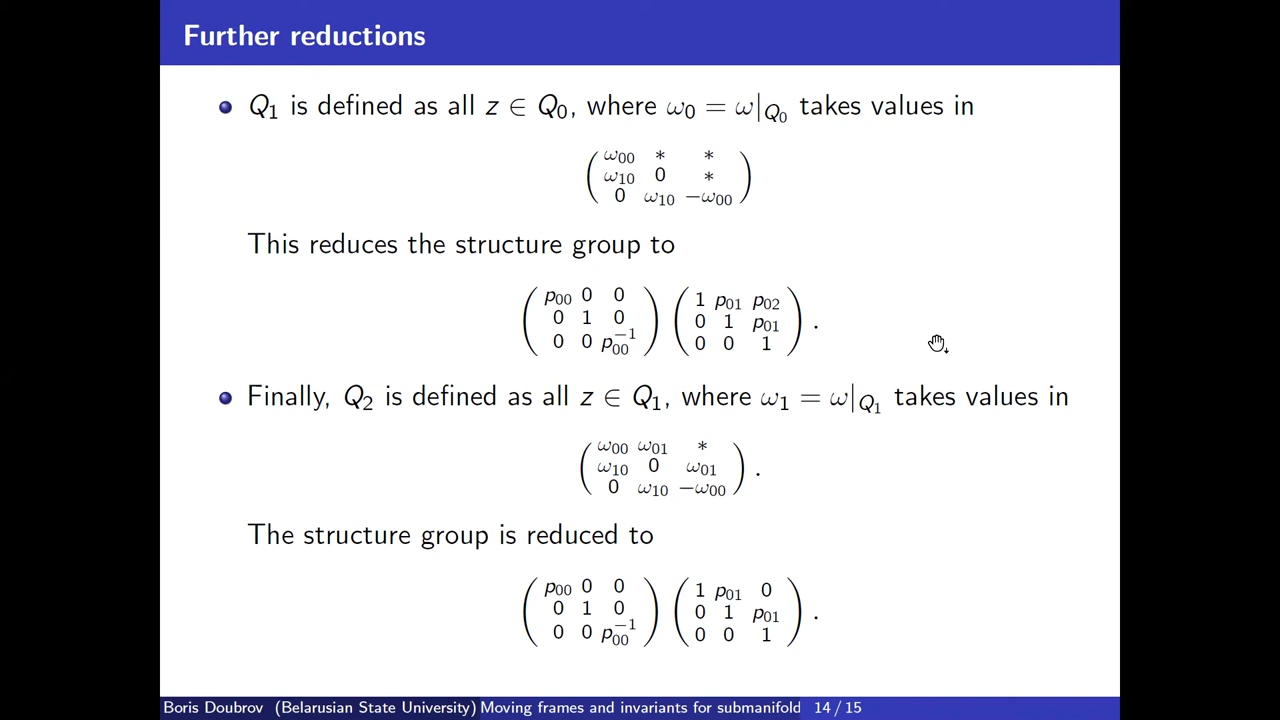 Further reductions
Q₁ is defined as all z ∈ Q₀, where ω₀ = ω|_{Q₀} takes values in
ω₀₀ * *
ω₁₀ 0 *
0 ω₁₀ −ω₀₀
This reduces the structure group to
( p₀₀ 0 0 ) ( 1 p₀₁ p₀₂ )
( 0 1 0 ) ( 0 1 p₀₁ ) .
( 0 0 p₀₀⁻¹ ) ( 0 0 1 )
Finally, Q₂ is defined as all z ∈ Q₁, where ω₁ = ω|_{Q₁} takes values in
ω₀₀ ω₀₁ *
ω₁₀ 0 ω₀₁ .
0 ω₁₀ −ω₀₀
The structure group is reduced to
( p₀₀ 0 0 ) ( 1 p₀₁ 0 )
( 0 1 0 ) ( 0 1 p₀₁ ) .
( 0 0 p₀₀⁻¹ ) ( 0 0 1 )
Boris Doubrov (Belarusian State University) Moving frames and invariants for submanifold 14 / 15